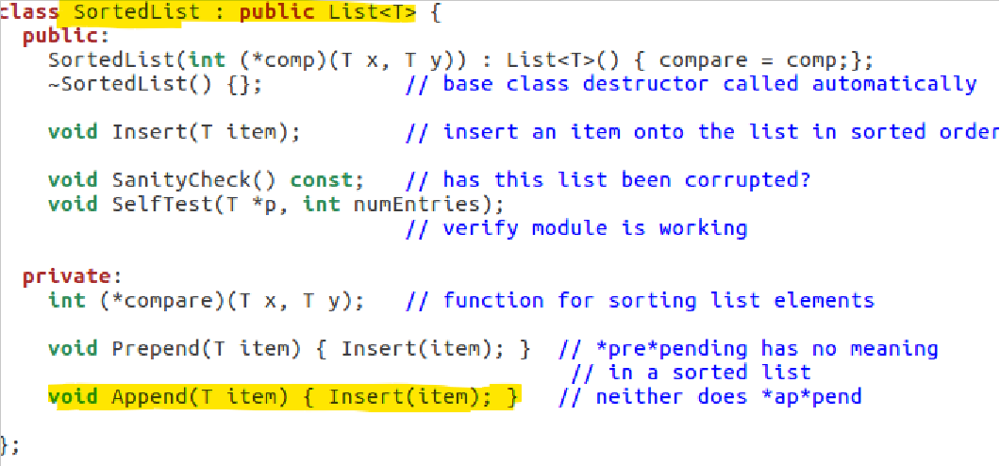 class SortedList : public List<T> {
public:
SortedList(int (*comp)(T x, T y)) : List<T>() { compare = comp;};
~SortedList() {}; // base class destructor called automatically
void Insert(T item); // insert an item onto the list in sorted order
void SanityCheck() const; // has this list been corrupted?
void SelfTest(T *p, int numEntries);
// verify module is working
private:
int (*compare)(T x, T y); // function for sorting list elements
void Prepend(T item) { Insert(item); } // *pre*pending has no meaning
// in a sorted list
void Append(T item) { Insert(item); } // neither does *ap*pend
};